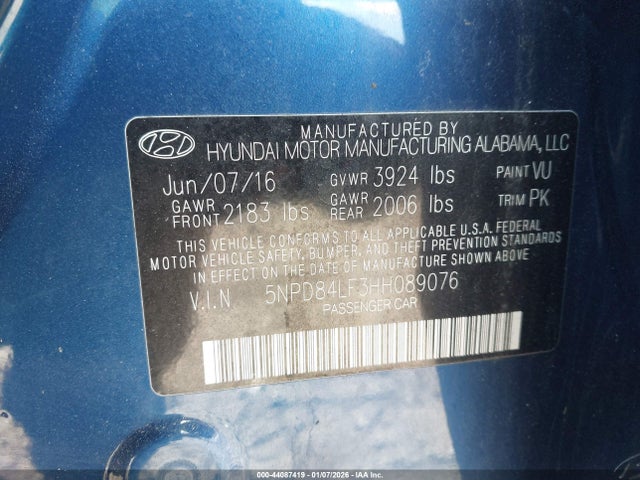 MANUFACTURED BY
HYUNDAI MOTOR MANUFACTURING ALABAMA, LLC
Jun/07/16 GVWR 3924 lbs PAINT VU
GAWR FRONT 2183 lbs GAWR REAR 2006 lbs TRIM PK
THIS VEHICLE CONFORMS TO ALL APPLICABLE U.S.A. FEDERAL
MOTOR VEHICLE SAFETY, BUMPER, AND THEFT PREVENTION STANDARDS
IN EFFECT ON THE DATE OF MANUFACTURE SHOWN ABOVE.
V.I.N 5NPD84LF3HH089076
PASSENGER CAR
000-44087419 - 01/07/2026 - IAAI.COM